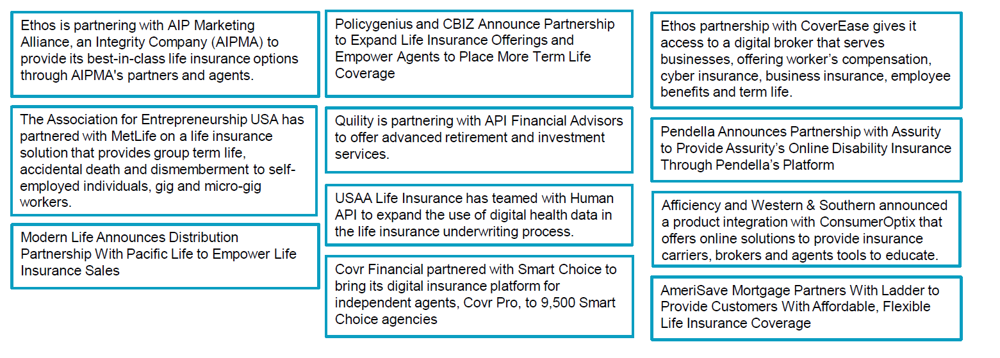 Ethos is partnering with AIP Marketing
Alliance, an Integrity Company (AIPMA) to
provide its best-in-class life insurance options
through AIPMA's partners and agents.
The Association for Entrepreneurship USA has
partnered with MetLife on a life insurance
solution that provides group term life,
accidental death and dismemberment to self-
employed individuals, gig and micro-gig
workers.
Modern Life Announces Distribution
Partnership With Pacific Life to Empower Life
Insurance Sales
Policygenius and CBIZ Announce Partnership
to Expand Life Insurance Offerings and
Empower Agents to Place More Term Life
Coverage
Quility is partnering with API Financial Advisors
to offer advanced retirement and investment
services.
USAA Life Insurance has teamed with Human
API to expand the use of digital health data in
the life insurance underwriting process.
Covr Financial partnered with Smart Choice to
bring its digital insurance platform for
independent agents, Covr Pro, to 9,500 Smart
Choice agencies
Ethos partnership with CoverEase gives it
access to a digital broker that serves
businesses, offering worker’s compensation,
cyber insurance, business insurance, employee
benefits and term life.
Pendella Announces Partnership with Assurity
to Provide Assurity’s Online Disability Insurance
Through Pendella’s Platform
Afficiency and Western & Southern announced
a product integration with ConsumerOptix that
offers online solutions to provide insurance
carriers, brokers and agents tools to educate.
AmeriSave Mortgage Partners With Ladder to
Provide Customers With Affordable, Flexible
Life Insurance Coverage